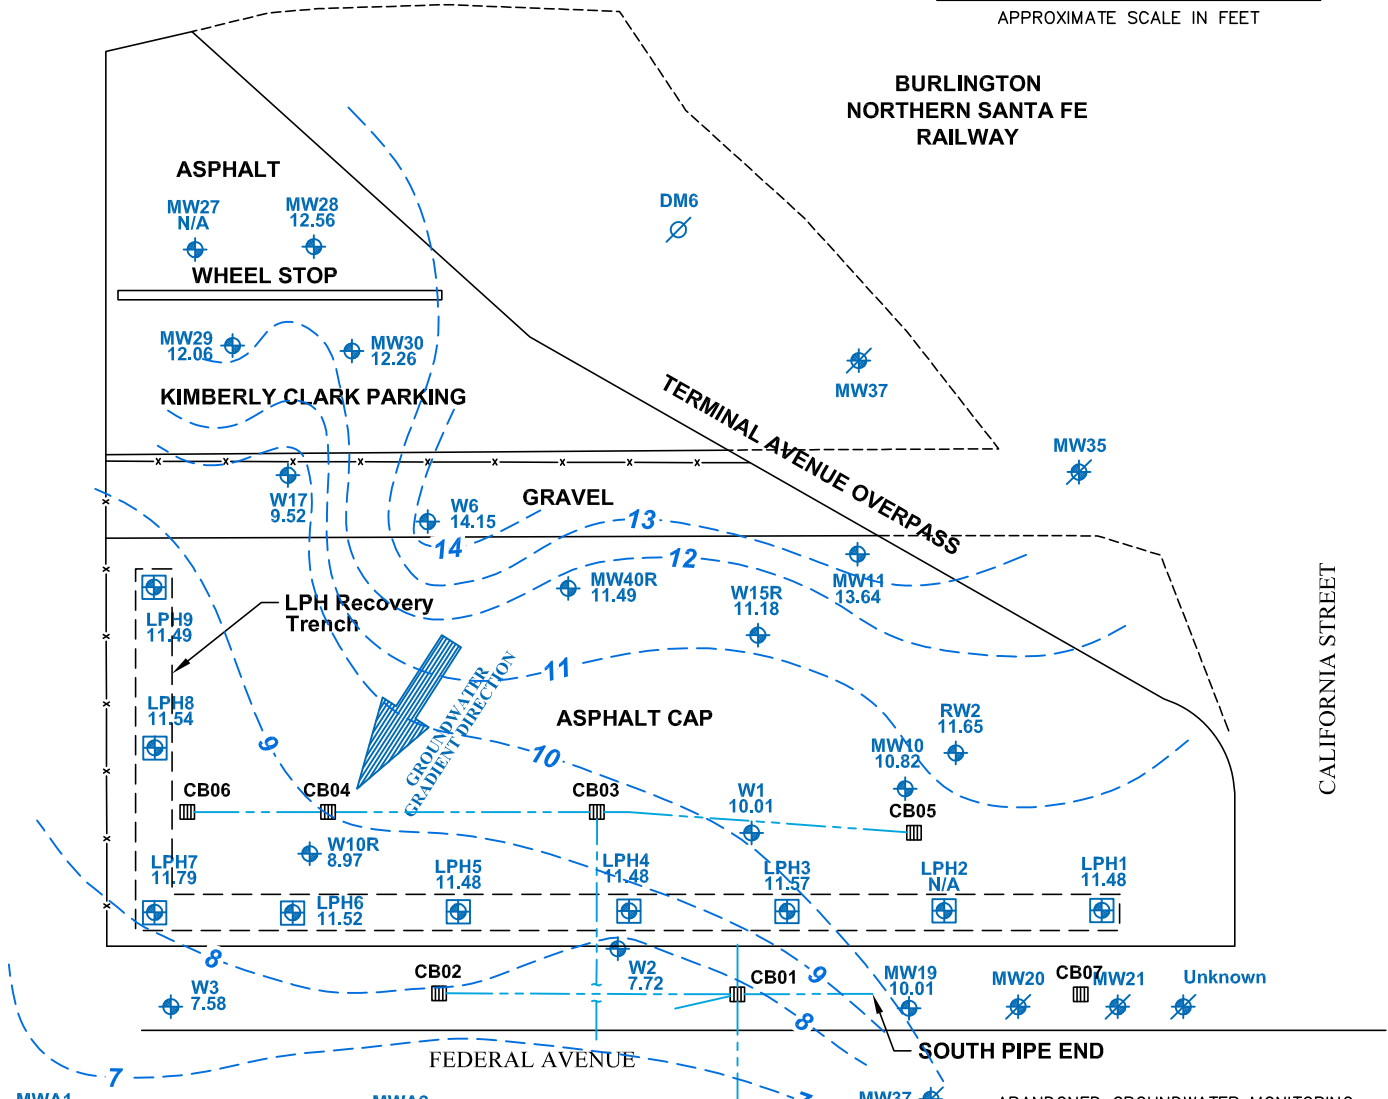 APPROXIMATE SCALE IN FEET
BURLINGTON
NORTHERN SANTA FE
RAILWAY
ASPHALT
MW27
N/A
MW28
12.56
DM6
WHEEL STOP
MW29
12.06
MW30
12.26
MW37
KIMBERLY CLARK PARKING
TERMINAL AVENUE OVERPASS
MW35
W17
9.52
W6
14.15
GRAVEL
13
14
12
MW40R
11.49
W15R
11.18
MW11
13.64
CALIFORNIA STREET
LPH9
11.49
LPH Recovery
Trench
11
GROUNDWATER
GRADIENT DIRECTION
LPH8
11.54
9
ASPHALT CAP
10
RW2
11.65
MW10
10.82
CB06
CB04
CB03
W1
10.01
CB05
W10R
8.97
LPH7
11.79
LPH6
11.52
LPH5
11.48
LPH4
11.48
LPH3
11.57
LPH2
N/A
LPH1
11.48
8
W3
7.58
CB02
W2
7.72
CB01
9
MW19
10.01
MW20
CB07
MW21
Unknown
8
SOUTH PIPE END
FEDERAL AVENUE
7
MW37